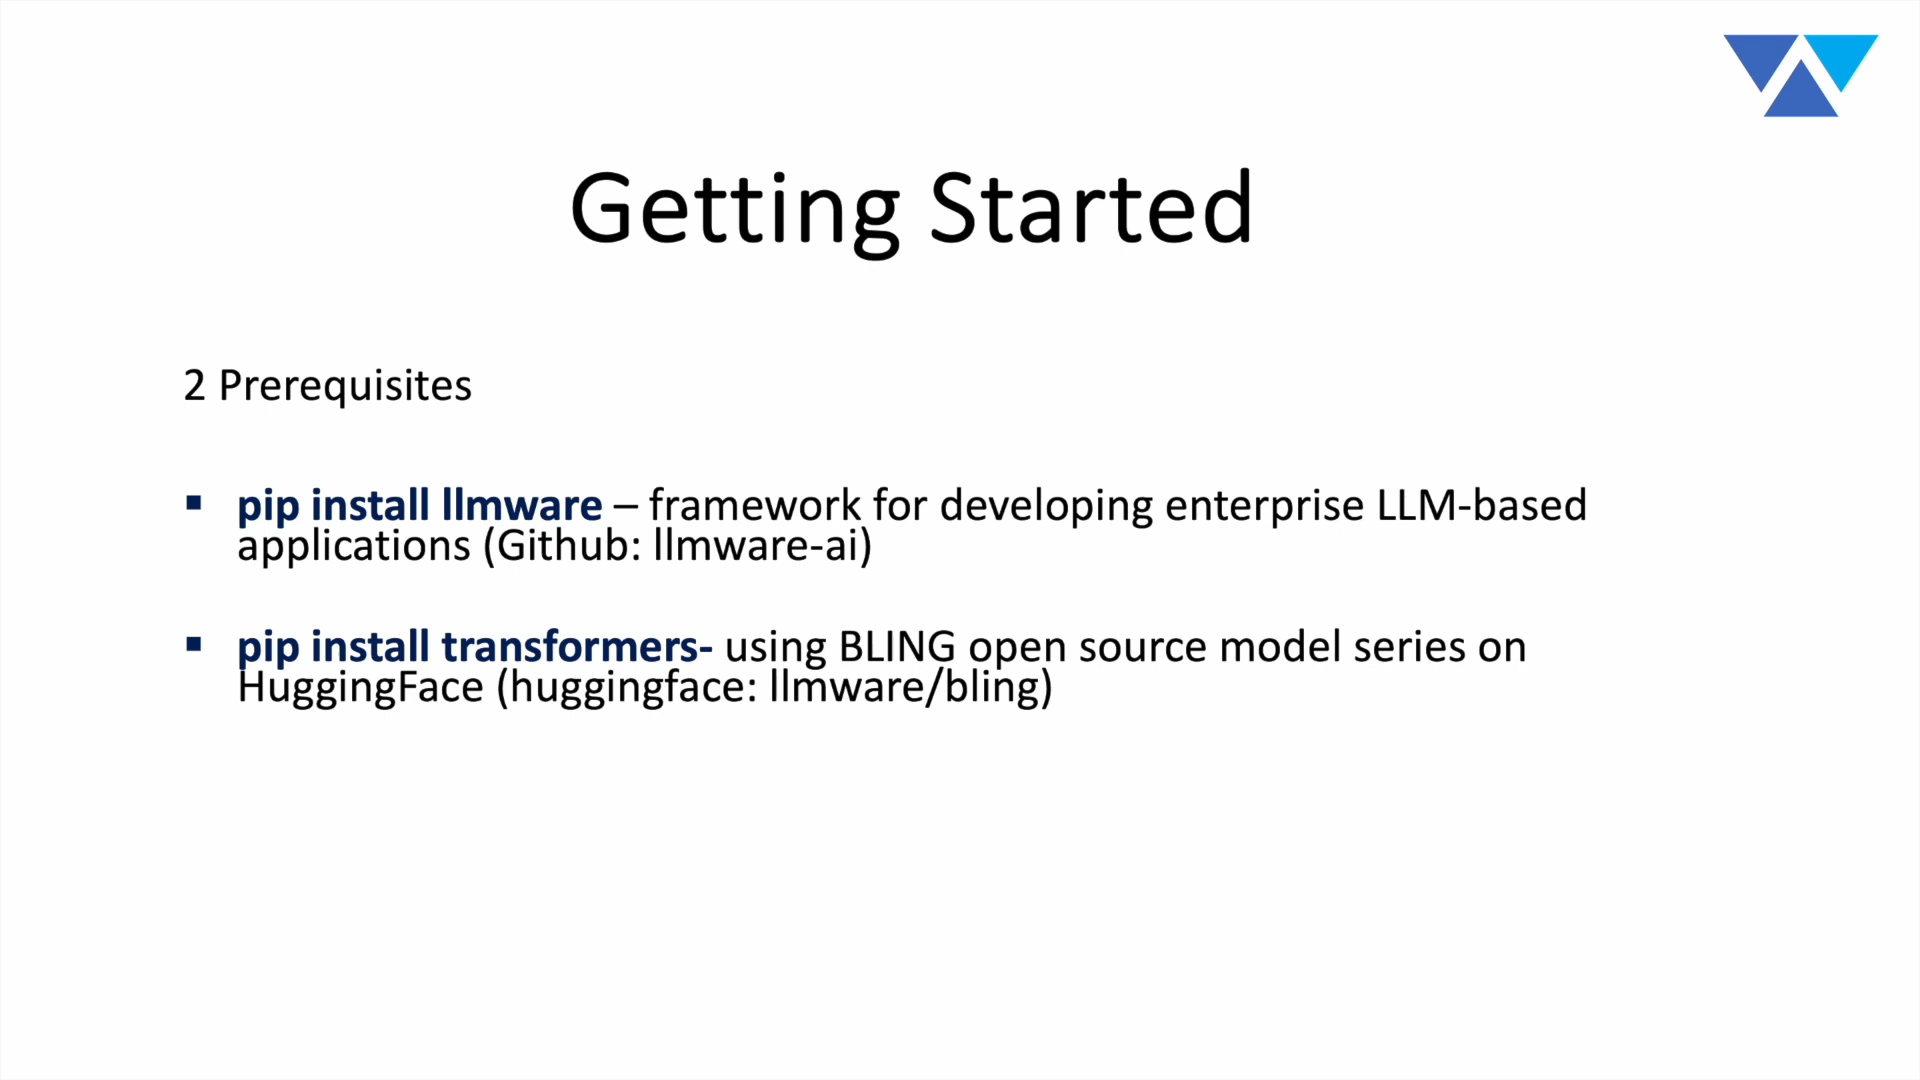 Getting Started
2 Prerequisites
▪ pip install llmware – framework for developing enterprise LLM-based
applications (Github: llmware-ai)
▪ pip install transformers- using BLING open source model series on
HuggingFace (huggingface: llmware/bling)